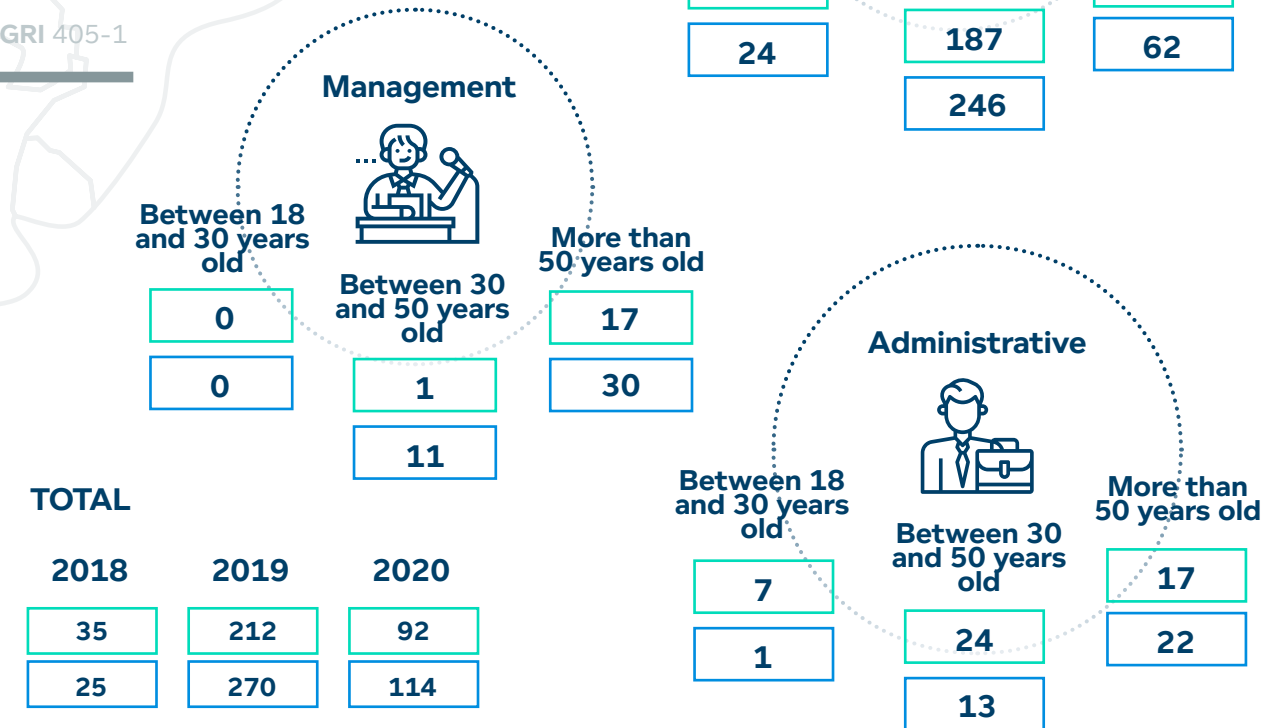 GRI 405-1
24
187
62
246
Management
Between 18
and 30 years
old
0
0
Between 30
and 50 years
old
1
11
More than
50 years old
17
30
Administrative
Between 18
and 30 years
old
7
1
Between 30
and 50 years
old
24
13
More than
50 years old
17
22
TOTAL
2018 2019 2020
35 212 92
25 270 114